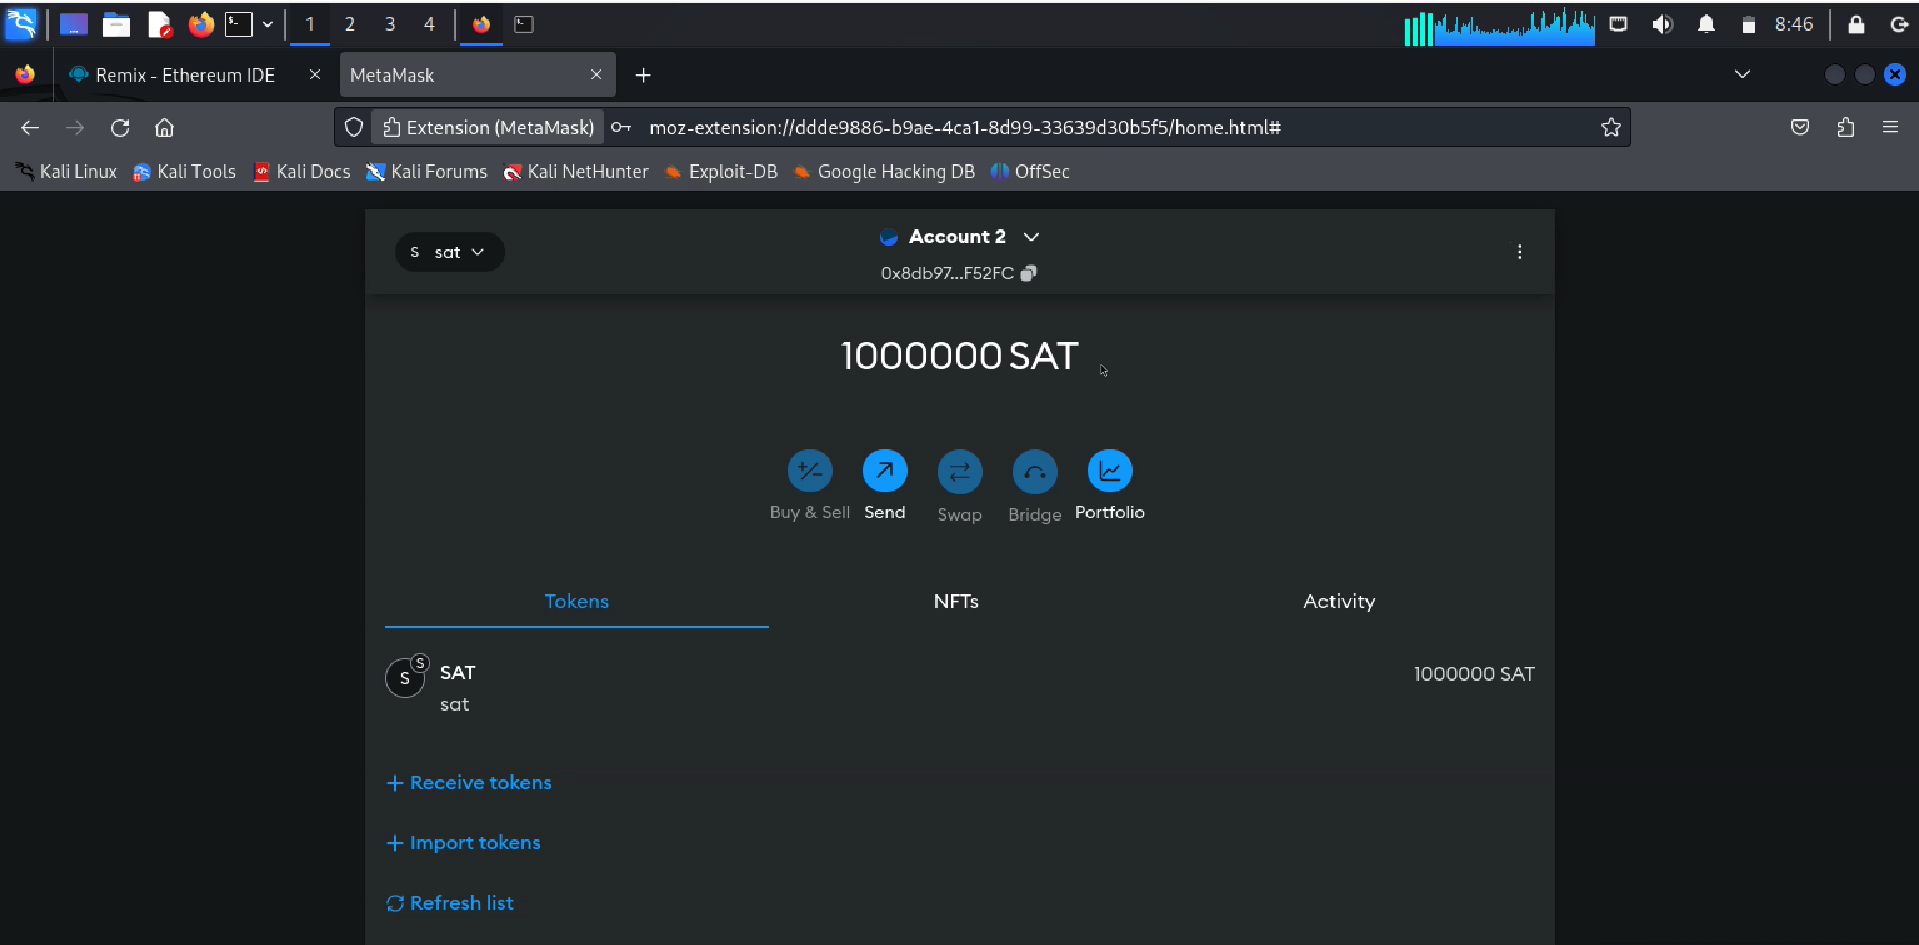 1 2 3 4 8:46
Remix - Ethereum IDE MetaMask
Extension (MetaMask) moz-extension://ddde9886-b9ae-4ca1-8d99-33639d30b5f5/home.html#
Kali Linux Kali Tools Kali Docs Kali Forums Kali NetHunter Exploit-DB Google Hacking DB OffSec
S sat Account 2
0x8db97...F52FC
1000000 SAT
Buy & Sell Send Swap Bridge Portfolio
Tokens NFTs Activity
S S SAT 1000000 SAT
sat
+ Receive tokens
+ Import tokens
Refresh list